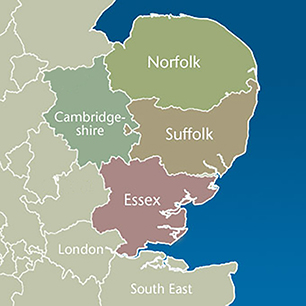 Norfolk
Cambridge-
shire
Suffolk
Essex
London
South East